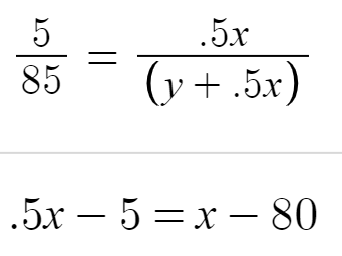 5/85 = .5x/(y + .5x)
.5x − 5 = x − 80